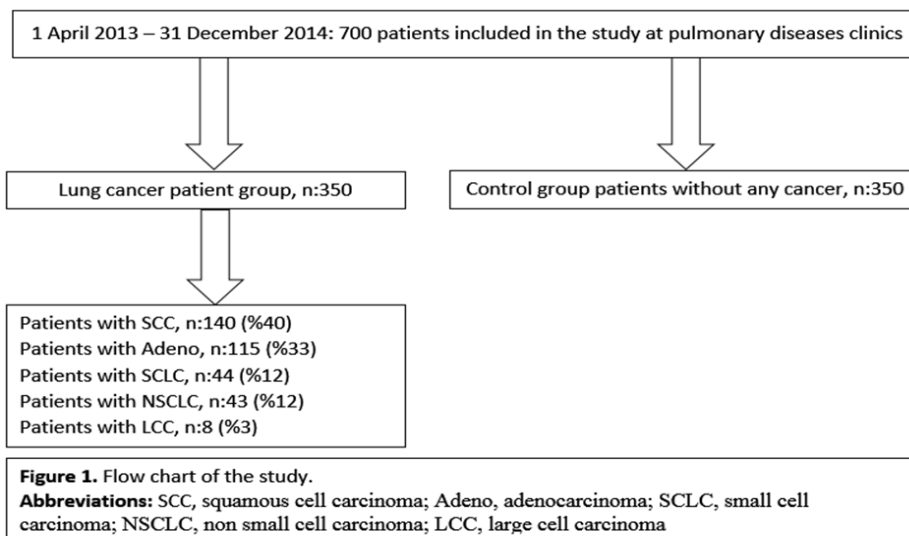 1 April 2013 – 31 December 2014: 700 patients included in the study at pulmonary diseases clinics
Lung cancer patient group, n:350
Control group patients without any cancer, n:350
Patients with SCC, n:140 (%40)
Patients with Adeno, n:115 (%33)
Patients with SCLC, n:44 (%12)
Patients with NSCLC, n:43 (%12)
Patients with LCC, n:8 (%3)
Figure 1. Flow chart of the study.
Abbreviations: SCC, squamous cell carcinoma; Adeno, adenocarcinoma; SCLC, small cell
carcinoma; NSCLC, non small cell carcinoma; LCC, large cell carcinoma